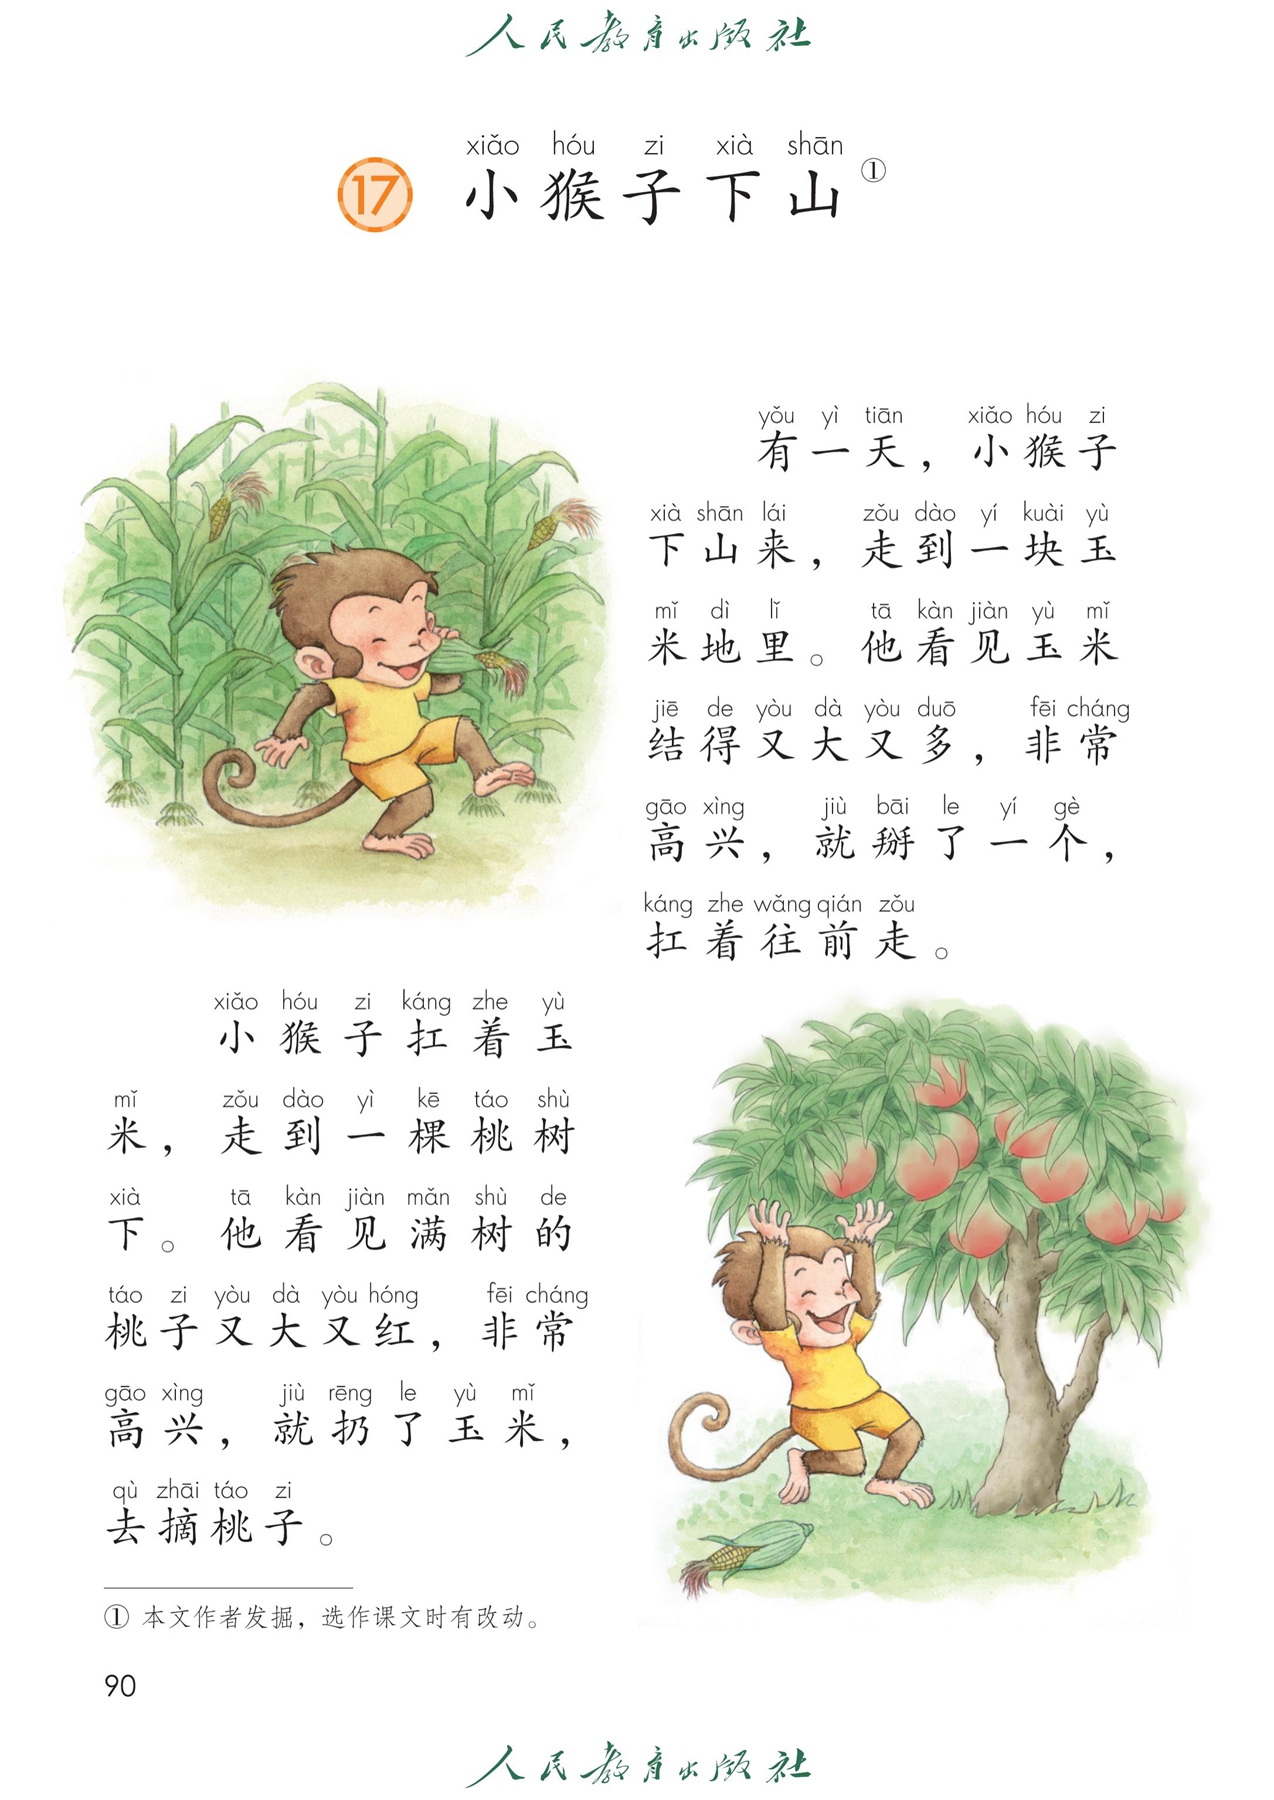 人民教育出版社
xiǎo hóu zi xià shān
17 小猴子下山①
yǒu yì tiān xiǎo hóu zi
有一天，小猴子
xià shān lái zǒu dào yí kuài yù
下山来，走到一块玉
mǐ dì lǐ tā kàn jiàn yù mǐ
米地里。他看见玉米
jiē de yòu dà yòu duō fēi cháng
结得又大又多，非常
gāo xìng jiù bāi le yí gè
高兴，就掰了一个，
káng zhe wǎng qián zǒu
扛着往前走。
xiǎo hóu zi káng zhe yù
小猴子扛着玉
mǐ zǒu dào yì kē táo shù
米，走到一棵桃树
xià tā kàn jiàn mǎn shù de
下。他看见满树的
táo zi yòu dà yòu hóng fēi cháng
桃子又大又红，非常
gāo xìng jiù rēng le yù mǐ
高兴，就扔了玉米，
qù zhāi táo zi
去摘桃子。
① 本文作者发掘，选作课文时有改动。
90
人民教育出版社